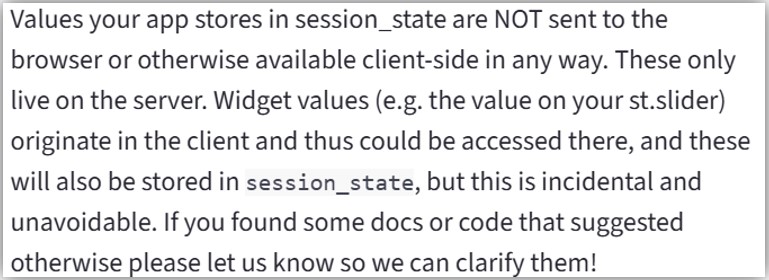 Values your app stores in session_state are NOT sent to the
browser or otherwise available client-side in any way. These only
live on the server. Widget values (e.g. the value on your st.slider)
originate in the client and thus could be accessed there, and these
will also be stored in session_state, but this is incidental and
unavoidable. If you found some docs or code that suggested
otherwise please let us know so we can clarify them!